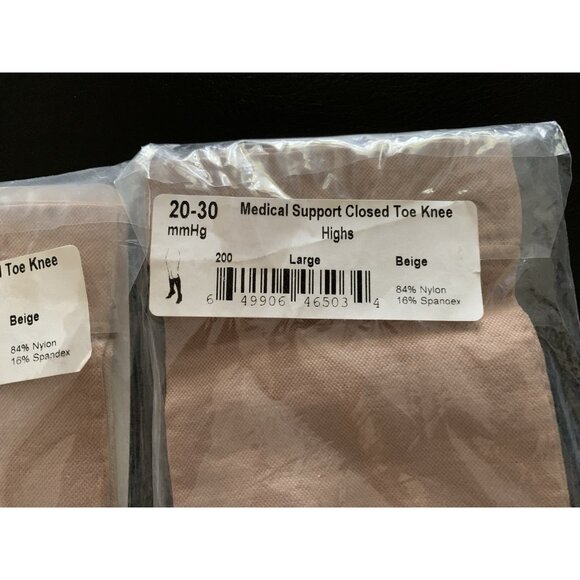 20-30
mmHg
Medical Support Closed Toe Knee
Highs
200 Large Beige
6 49906 46503 4
84% Nylon
16% Spandex
Toe Knee
Beige
84% Nylon
16% Spandex